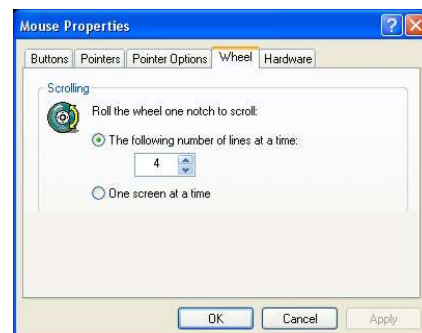 Mouse Properties
Buttons Pointers Pointer Options Wheel Hardware
Scrolling
Roll the wheel one notch to scroll:
The following number of lines at a time:
4
One screen at a time
OK Cancel Apply